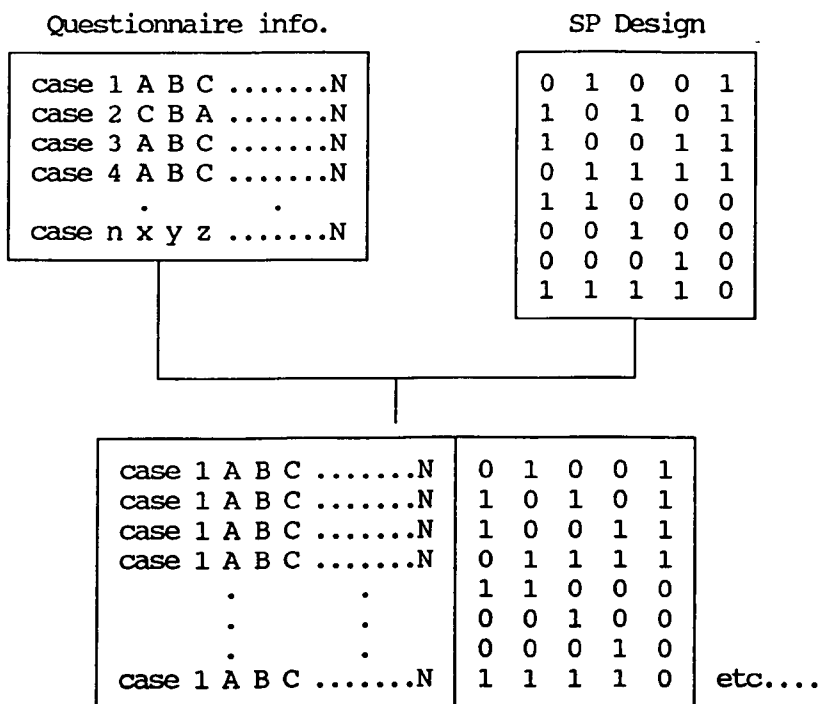 Questionnaire info.
case 1 A B C .......N
case 2 C B A .......N
case 3 A B C .......N
case 4 A B C .......N
. .
case n x y z .......N
SP Design
0 1 0 0 1
1 0 1 0 1
1 0 0 1 1
0 1 1 1 1
1 1 0 0 0
0 0 1 0 0
0 0 0 1 0
1 1 1 1 0
case 1 A B C .......N 0 1 0 0 1
case 1 A B C .......N 1 0 1 0 1
case 1 A B C .......N 1 0 0 1 1
case 1 A B C .......N 0 1 1 1 1
. . 1 1 0 0 0
. . 0 0 1 0 0
. . 0 0 0 1 0
case 1 A B C .......N 1 1 1 1 0 etc....